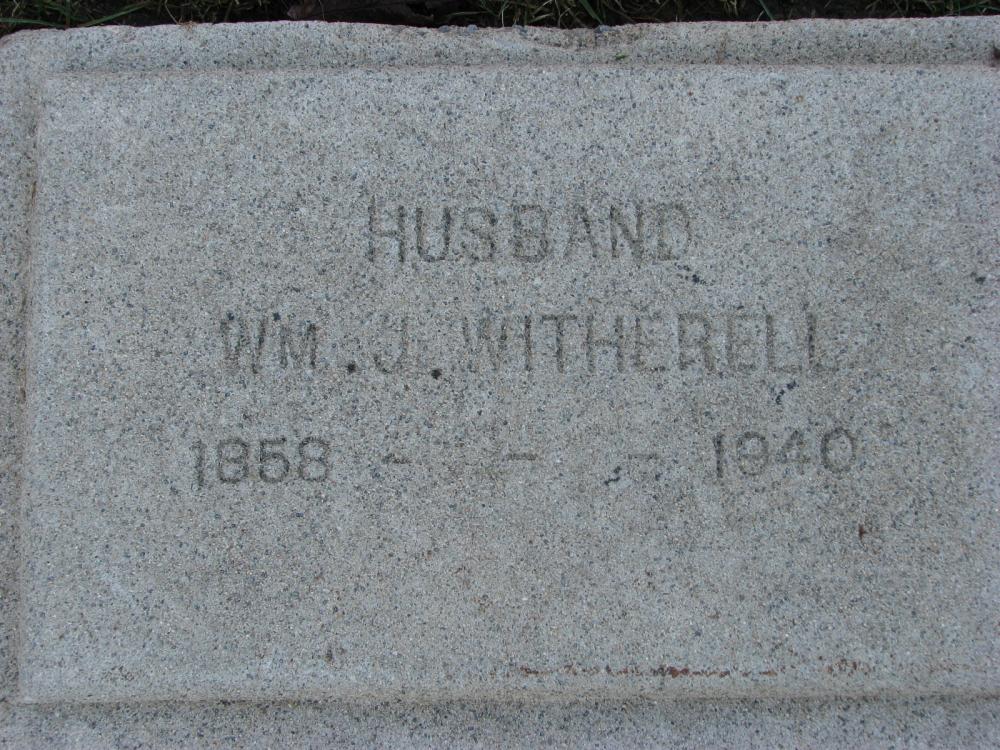 HUSBAND
WM. J. WITHERELL
1858 - - - 1940